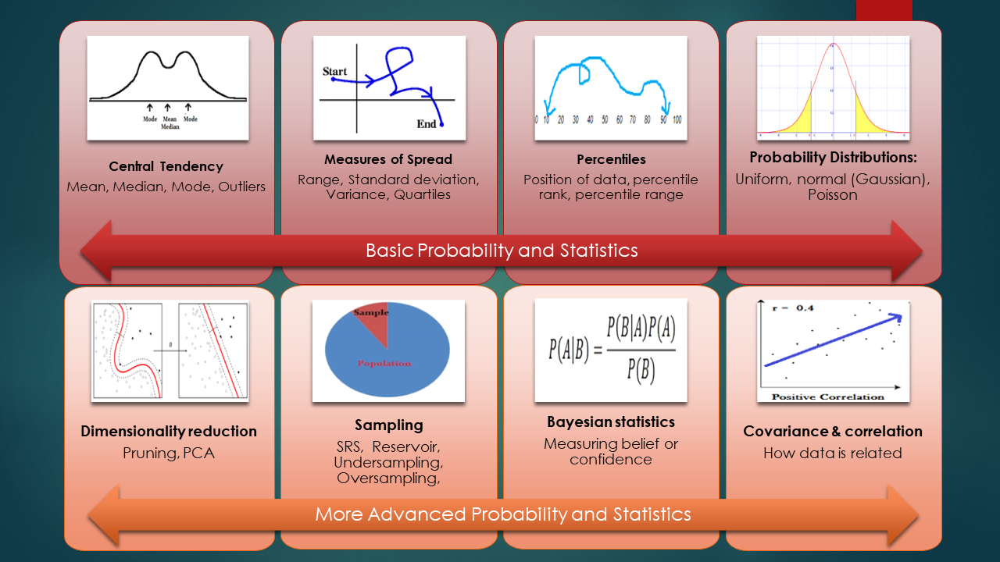 Mode Mean Mode
Median
Central Tendency
Mean, Median, Mode, Outliers
Start
End
Measures of Spread
Range, Standard deviation,
Variance, Quartiles
0 10 20 30 40 50 60 70 80 90 100
Percentiles
Position of data, percentile
rank, percentile range
Probability Distributions:
Uniform, normal (Gaussian),
Poisson
Basic Probability and Statistics
Dimensionality reduction
Pruning, PCA
Sample
Population
Sampling
SRS, Reservoir,
Undersampling,
Oversampling,
P(A|B) = P(B|A)P(A)
P(B)
Bayesian statistics
Measuring belief or
confidence
r = 0.4
Positive Correlation
Covariance & correlation
How data is related
More Advanced Probability and Statistics